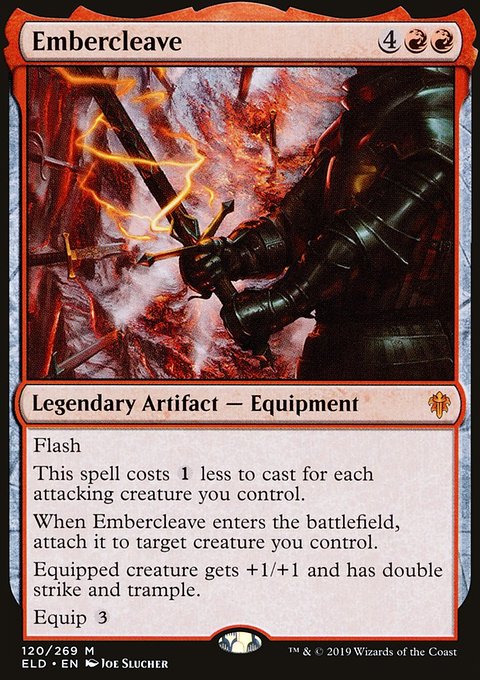 Embercleave 4
Legendary Artifact — Equipment
Flash
This spell costs 1 less to cast for each
attacking creature you control.
When Embercleave enters the battlefield,
attach it to target creature you control.
Equipped creature gets +1/+1 and has double
strike and trample.
Equip 3
120/269 M
ELD • EN Joe Slucher
™ & © 2019 Wizards of the Coast